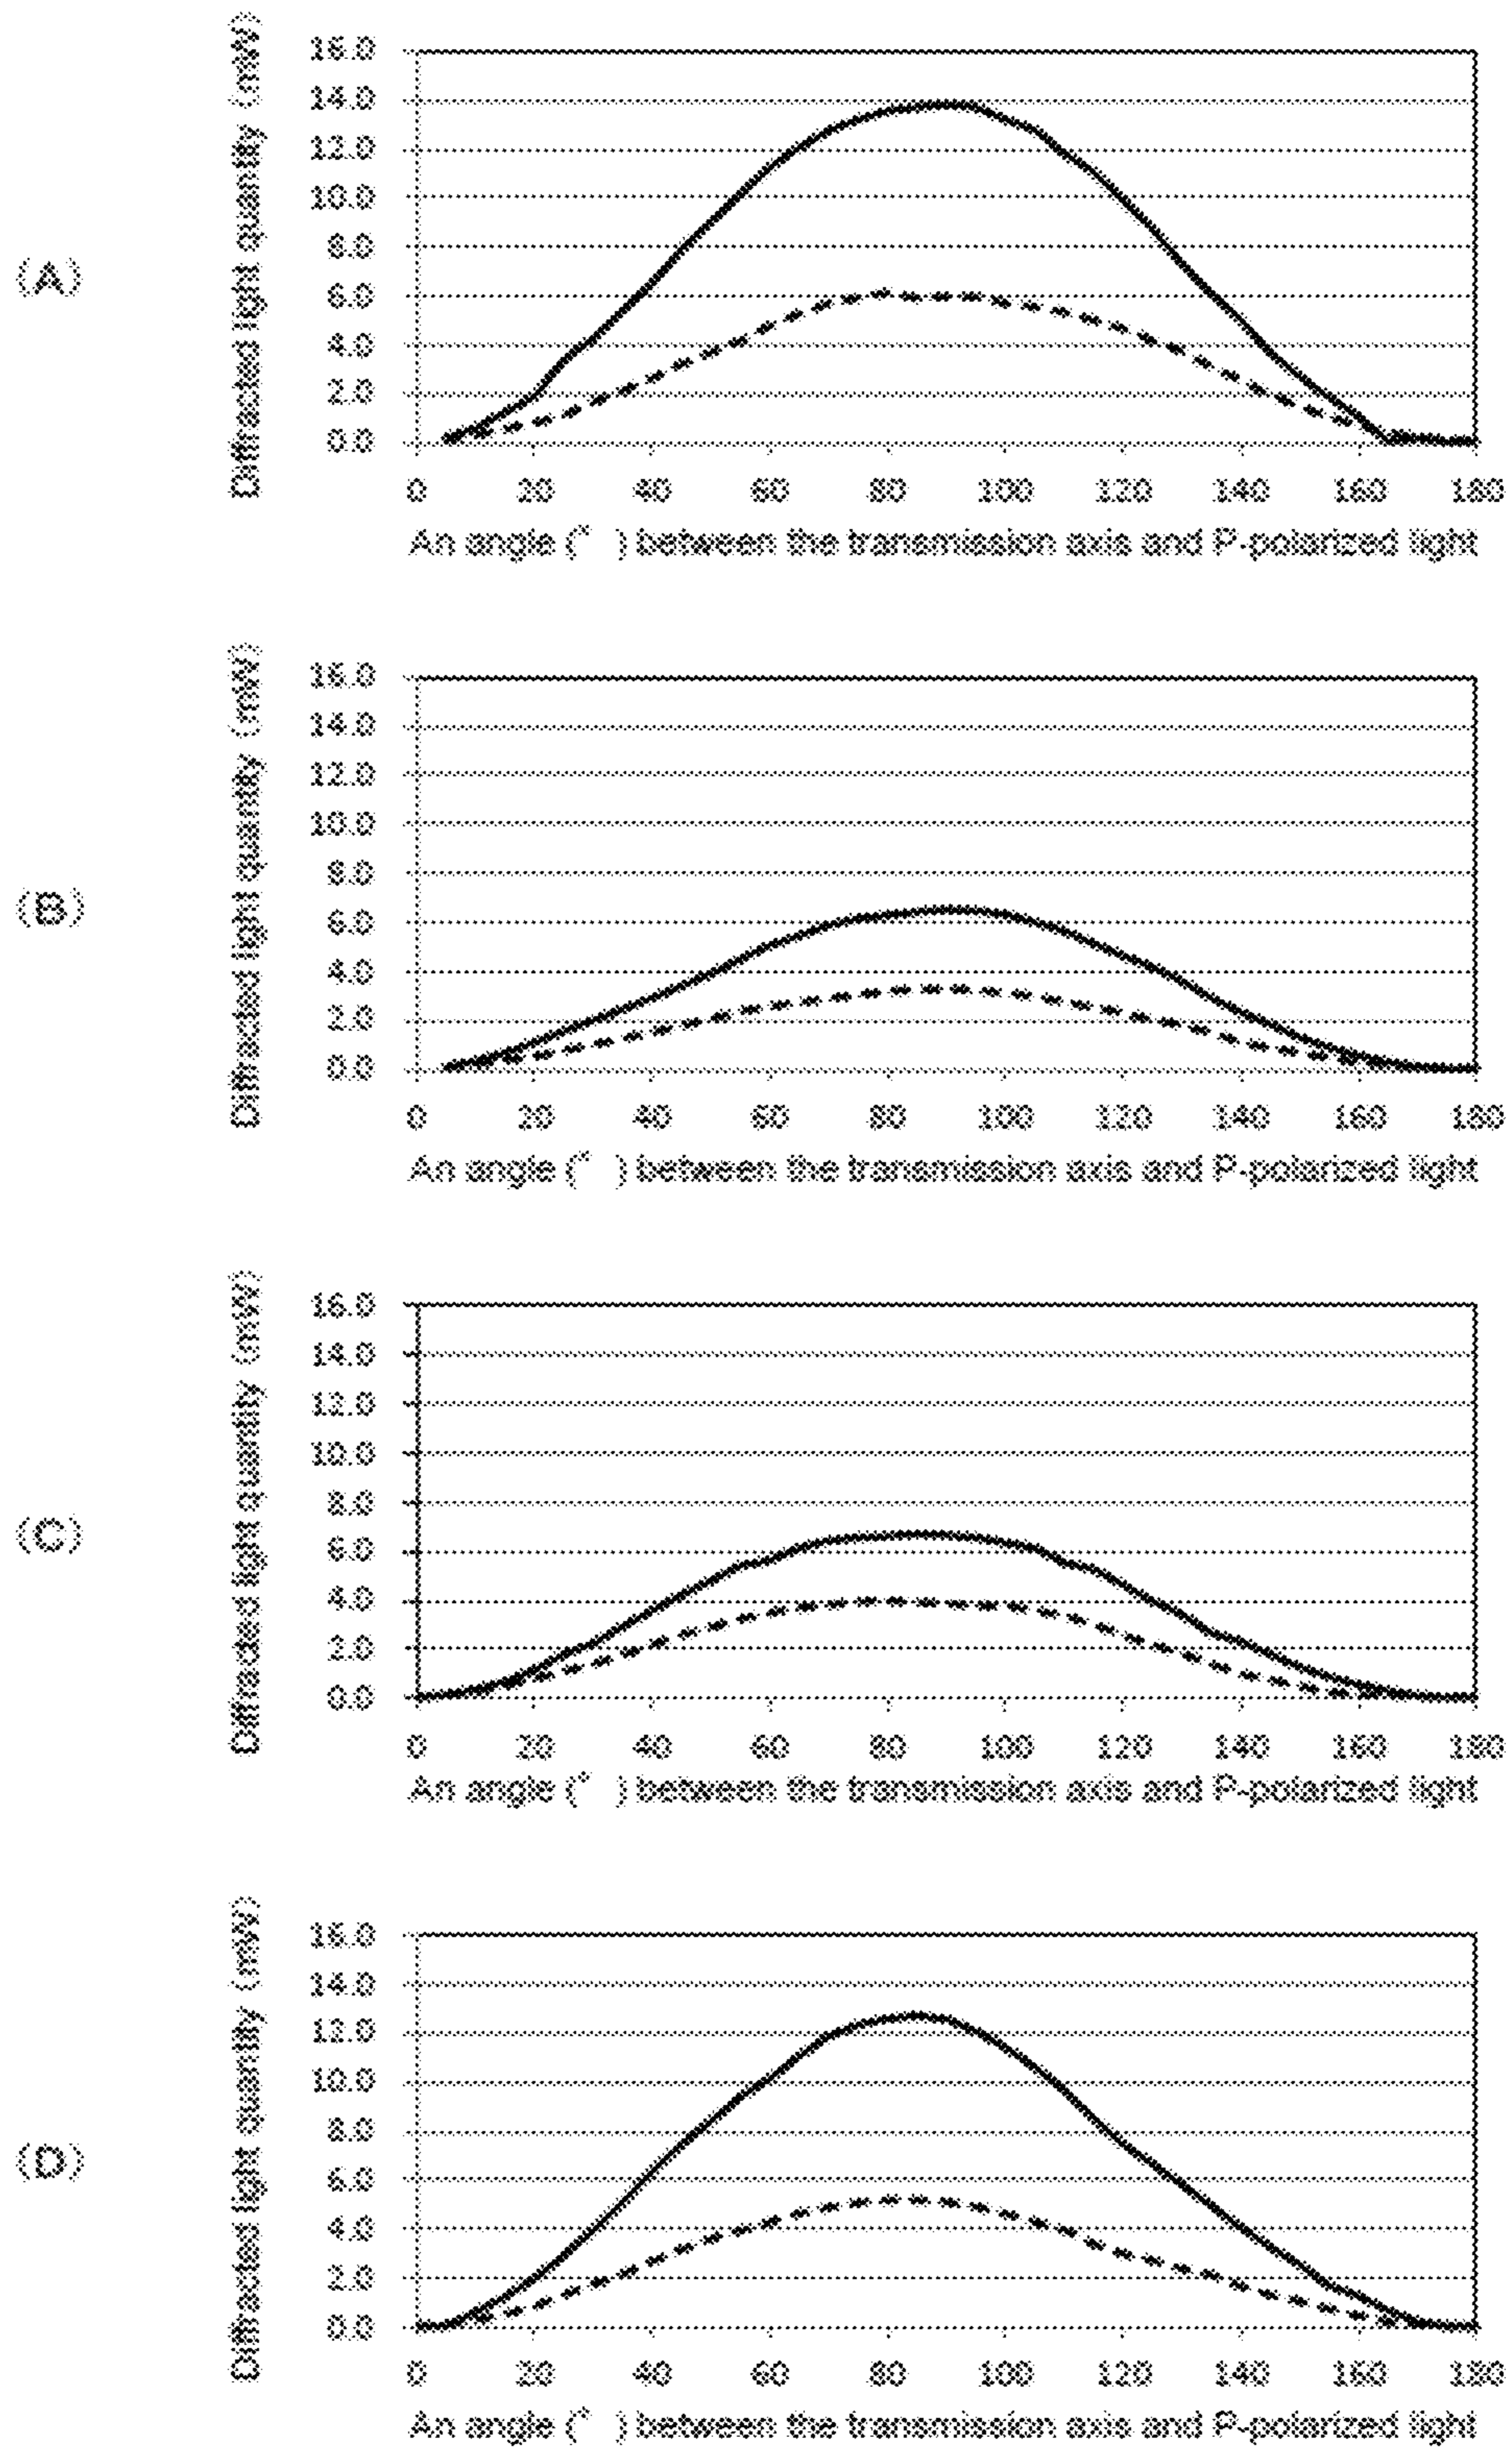 (A)
Diffracted light quantity (mW)
16.0
14.0
12.0
10.0
8.0
6.0
4.0
2.0
0.0
0 20 40 60 80 100 120 140 160 180
An angle (° ) between the transmission axis and P-polarized light
(B)
Diffracted light quantity (mW)
16.0
14.0
12.0
10.0
8.0
6.0
4.0
2.0
0.0
0 20 40 60 80 100 120 140 160 180
An angle (° ) between the transmission axis and P-polarized light
(C)
Diffracted light quantity (mW)
16.0
14.0
12.0
10.0
8.0
6.0
4.0
2.0
0.0
0 20 40 60 80 100 120 140 160 180
An angle (° ) between the transmission axis and P-polarized light
(D)
Diffracted light quantity (mW)
16.0
14.0
12.0
10.0
8.0
6.0
4.0
2.0
0.0
0 20 40 60 80 100 120 140 160 180
An angle (° ) between the transmission axis and P-polarized light